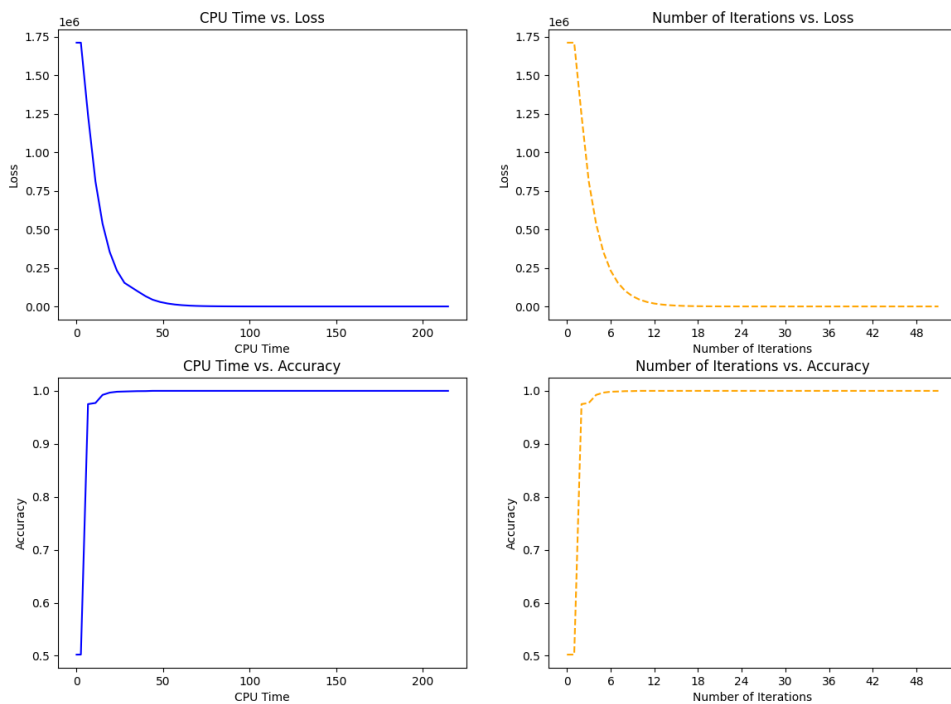 CPU Time vs. Loss
1e6
1.75
1.50
1.25
1.00
0.75
0.50
0.25
0.00
Loss
0 50 100 150 200
CPU Time
Number of Iterations vs. Loss
1e6
1.75
1.50
1.25
1.00
0.75
0.50
0.25
0.00
Loss
0 6 12 18 24 30 36 42 48
Number of Iterations
CPU Time vs. Accuracy
1.0
0.9
0.8
0.7
0.6
0.5
Accuracy
0 50 100 150 200
CPU Time
Number of Iterations vs. Accuracy
1.0
0.9
0.8
0.7
0.6
0.5
Accuracy
0 6 12 18 24 30 36 42 48
Number of Iterations